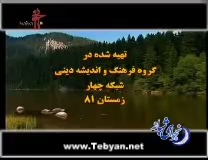 تهیه شده در
گروه فرهنگ و اندیشه دینی
شبکه چهار
زمستان ۸۱
www.Tebyan.net